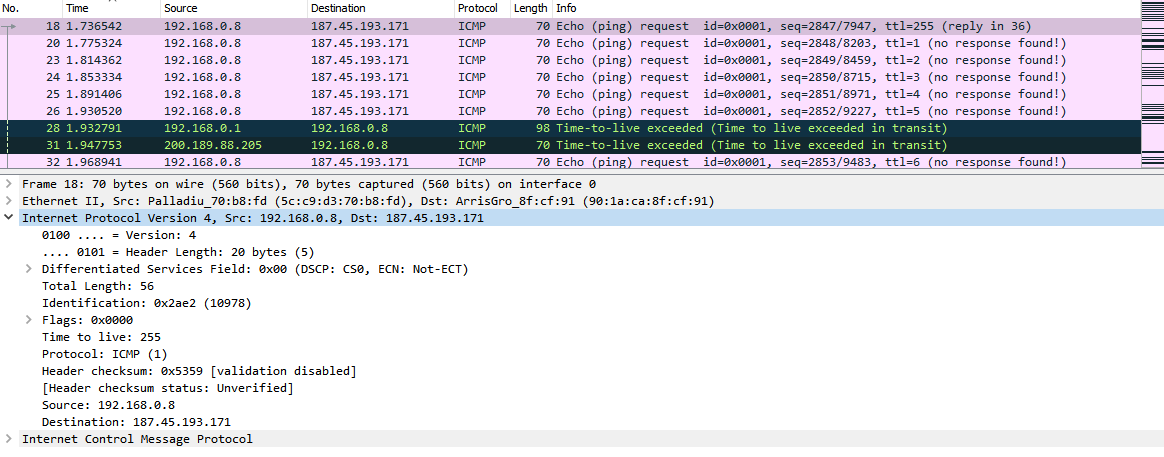 No. Time Source Destination Protocol Length Info
18 1.736542 192.168.0.8 187.45.193.171 ICMP 70 Echo (ping) request id=0x0001, seq=2847/7947, ttl=255 (reply in 36)
20 1.775324 192.168.0.8 187.45.193.171 ICMP 70 Echo (ping) request id=0x0001, seq=2848/8203, ttl=1 (no response found!)
23 1.814362 192.168.0.8 187.45.193.171 ICMP 70 Echo (ping) request id=0x0001, seq=2849/8459, ttl=2 (no response found!)
24 1.853334 192.168.0.8 187.45.193.171 ICMP 70 Echo (ping) request id=0x0001, seq=2850/8715, ttl=3 (no response found!)
25 1.891406 192.168.0.8 187.45.193.171 ICMP 70 Echo (ping) request id=0x0001, seq=2851/8971, ttl=4 (no response found!)
26 1.930520 192.168.0.8 187.45.193.171 ICMP 70 Echo (ping) request id=0x0001, seq=2852/9227, ttl=5 (no response found!)
28 1.932791 192.168.0.1 192.168.0.8 ICMP 98 Time-to-live exceeded (Time to live exceeded in transit)
31 1.947753 200.189.88.205 192.168.0.8 ICMP 70 Time-to-live exceeded (Time to live exceeded in transit)
32 1.968941 192.168.0.8 187.45.193.171 ICMP 70 Echo (ping) request id=0x0001, seq=2853/9483, ttl=6 (no response found!)
Frame 18: 70 bytes on wire (560 bits), 70 bytes captured (560 bits) on interface 0
Ethernet II, Src: Palladiu_70:b8:fd (5c:c9:d3:70:b8:fd), Dst: ArrisGro_8f:cf:91 (90:1a:ca:8f:cf:91)
Internet Protocol Version 4, Src: 192.168.0.8, Dst: 187.45.193.171
0100 .... = Version: 4
.... 0101 = Header Length: 20 bytes (5)
Differentiated Services Field: 0x00 (DSCP: CS0, ECN: Not-ECT)
Total Length: 56
Identification: 0x2ae2 (10978)
Flags: 0x0000
Time to live: 255
Protocol: ICMP (1)
Header checksum: 0x5359 [validation disabled]
[Header checksum status: Unverified]
Source: 192.168.0.8
Destination: 187.45.193.171
Internet Control Message Protocol